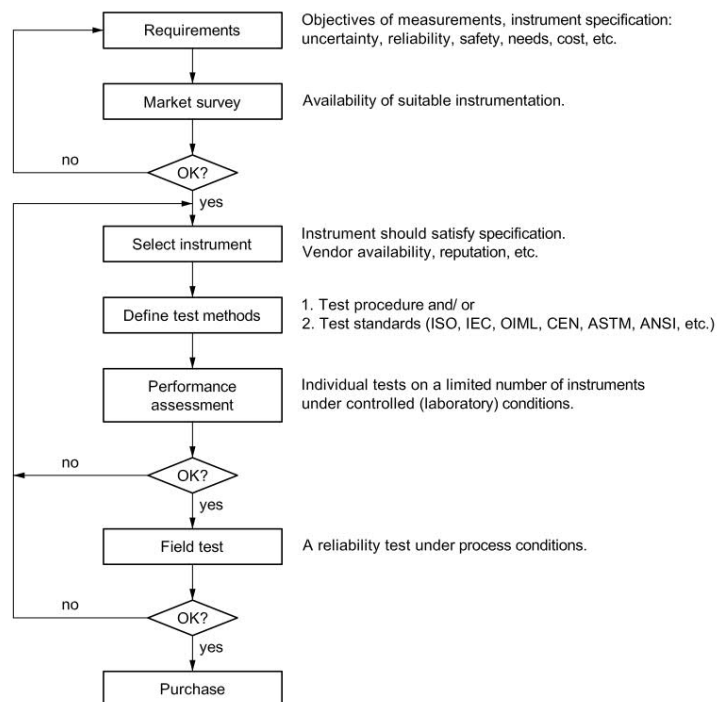 Requirements
Objectives of measurements, instrument specification:
uncertainty, reliability, safety, needs, cost, etc.
Market survey
Availability of suitable instrumentation.
no
OK?
yes
Select instrument
Instrument should satisfy specification.
Vendor availability, reputation, etc.
Define test methods
1. Test procedure and/ or
2. Test standards (ISO, IEC, OIML, CEN, ASTM, ANSI, etc.)
Performance
assessment
Individual tests on a limited number of instruments
under controlled (laboratory) conditions.
no
OK?
yes
Field test
A reliability test under process conditions.
no
OK?
yes
Purchase